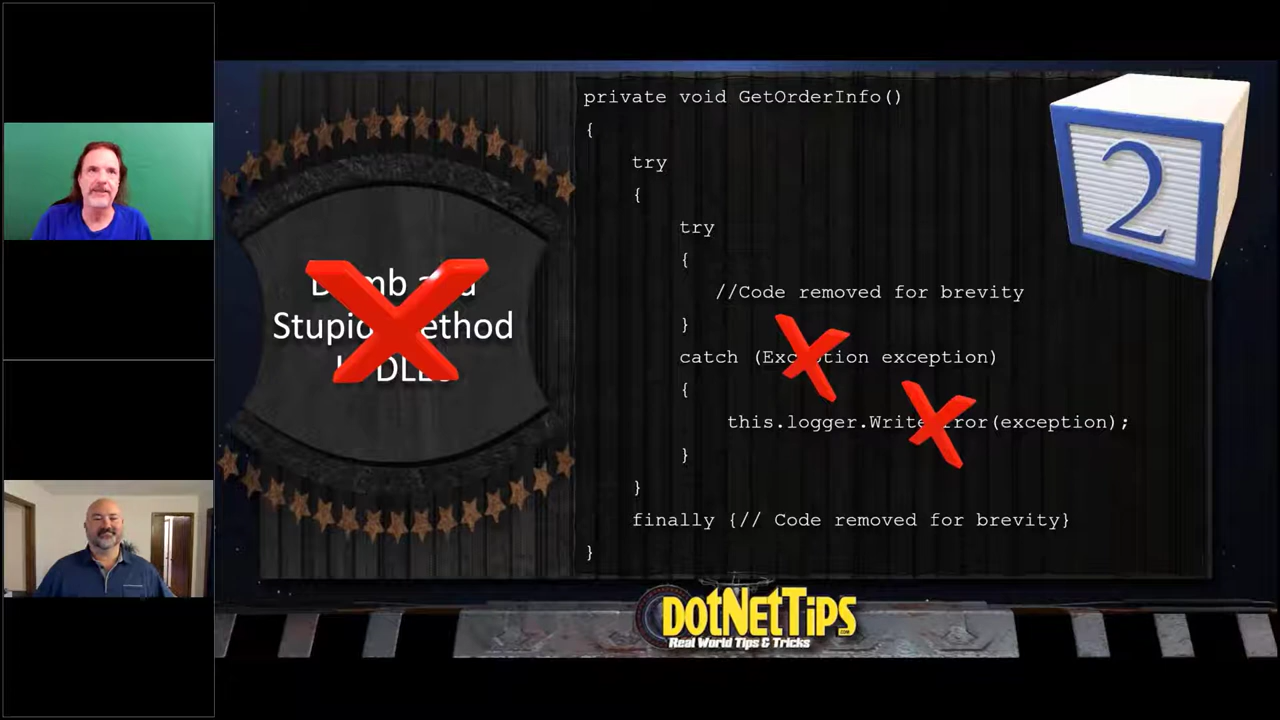 Stupid
private void GetOrderInfo()
{
try
{
try
{
//Code removed for brevity
}
catch (Exception exception)
{
this.logger.WriteError(exception);
}
}
finally {// Code removed for brevity}
}
2
DOTNETTIPS
.COM
Real World Tips & Tricks